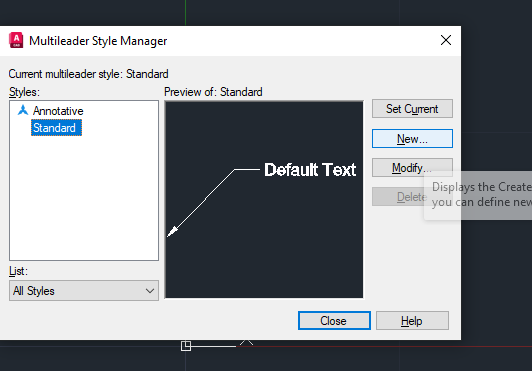 Multileader Style Manager
Current multileader style: Standard
Styles:
Annotative
Standard
Preview of: Standard
Default Text
Set Current
New...
Modify...
Delete
Displays the Create
you can define new
List:
All Styles
Close
Help